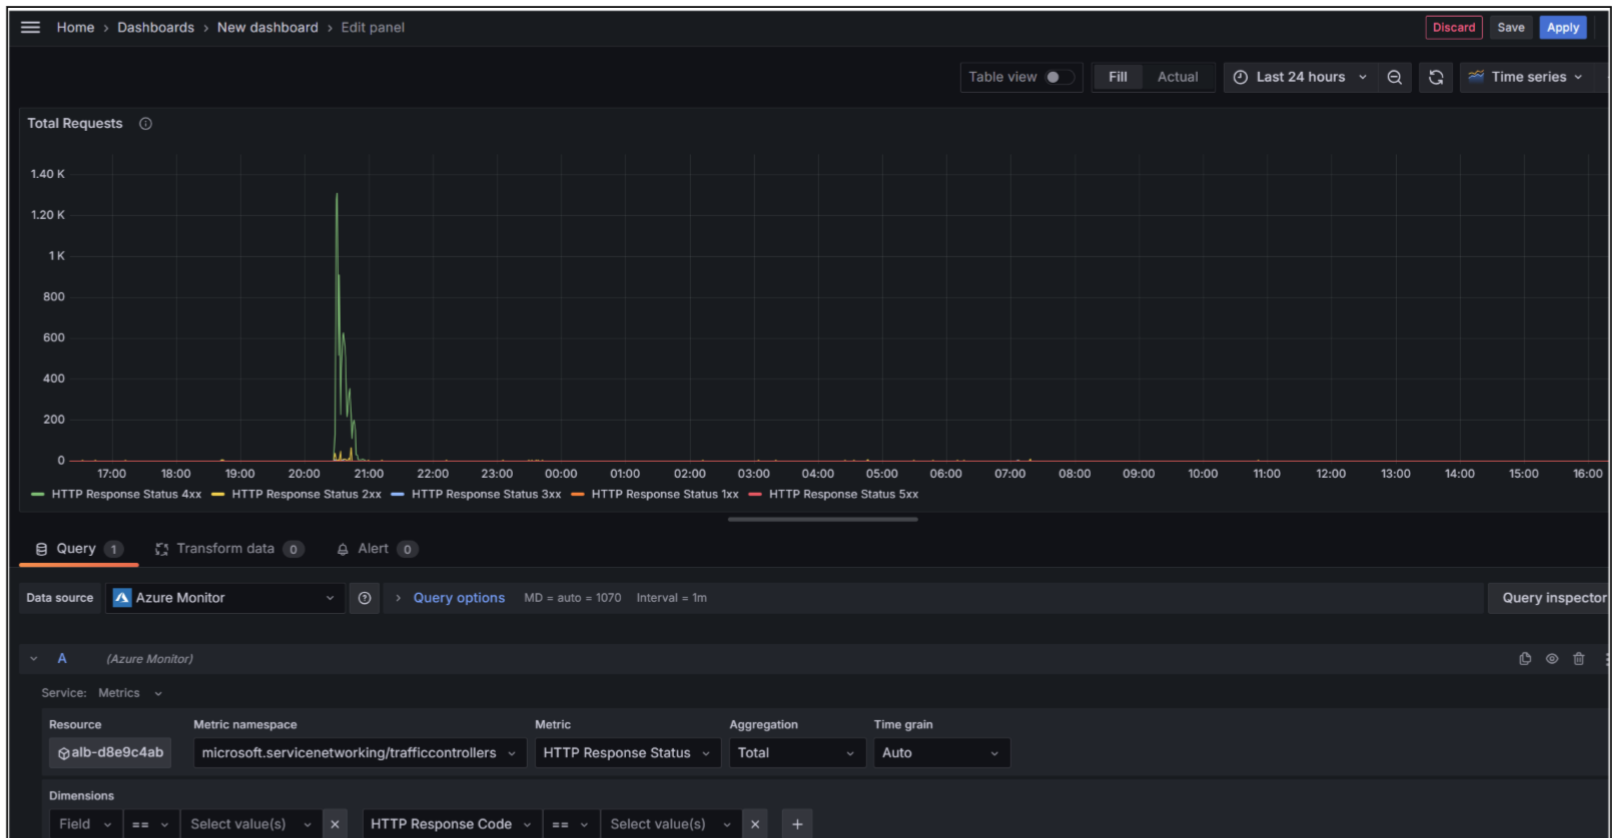 Home › Dashboards › New dashboard › Edit panel
Discard Save Apply
Table view Fill Actual Last 24 hours Time series
Total Requests
1.40 K
1.20 K
1 K
800
600
400
200
0
17:00 18:00 19:00 20:00 21:00 22:00 23:00 00:00 01:00 02:00 03:00 04:00 05:00 06:00 07:00 08:00 09:00 10:00 11:00 12:00 13:00 14:00 15:00 16:00
HTTP Response Status 4xx HTTP Response Status 2xx HTTP Response Status 3xx HTTP Response Status 1xx HTTP Response Status 5xx
Query 1 Transform data 0 Alert 0
Data source Azure Monitor › Query options MD = auto = 1070 Interval = 1m Query inspector
A (Azure Monitor)
Service: Metrics
Resource Metric namespace Metric Aggregation Time grain
alb-d8e9c4ab microsoft.servicenetworking/trafficcontrollers HTTP Response Status Total Auto
Dimensions
Field == Select value(s) × HTTP Response Code == Select value(s) × +